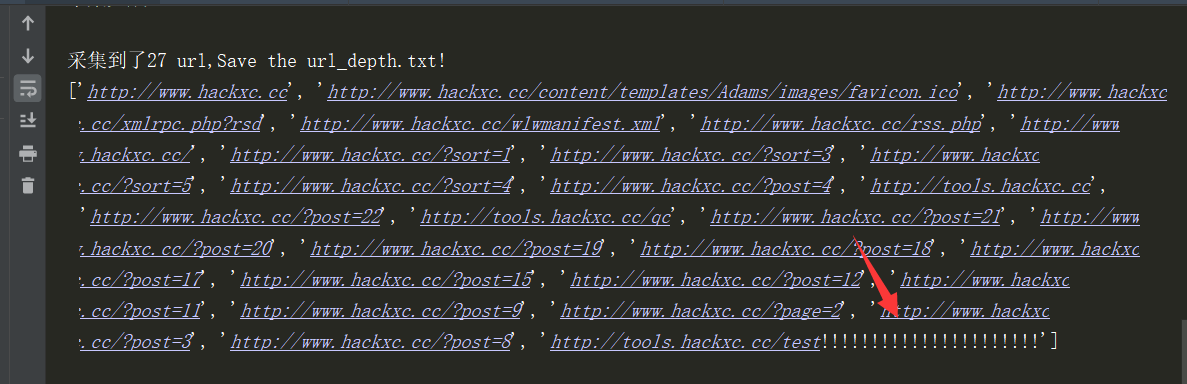 采集到了27 url,Save the url_depth.txt!
['http://www.hackxc.cc', 'http://www.hackxc.cc/content/templates/Adams/images/favicon.ico', 'http://www.hackxc
c.cc/xmlrpc.php?rsd', 'http://www.hackxc.cc/wlwmanifest.xml', 'http://www.hackxc.cc/rss.php', 'http://www
w.hackxc.cc/', 'http://www.hackxc.cc/?sort=1', 'http://www.hackxc.cc/?sort=3', 'http://www.hackxc
c.cc/?sort=5', 'http://www.hackxc.cc/?sort=4', 'http://www.hackxc.cc/?post=4', 'http://tools.hackxc.cc',
'http://www.hackxc.cc/?post=22', 'http://tools.hackxc.cc/qc', 'http://www.hackxc.cc/?post=21', 'http://www
w.hackxc.cc/?post=20', 'http://www.hackxc.cc/?post=19', 'http://www.hackxc.cc/?post=18', 'http://www.hackxc
c.cc/?post=17', 'http://www.hackxc.cc/?post=15', 'http://www.hackxc.cc/?post=12', 'http://www.hackxc
c.cc/?post=11', 'http://www.hackxc.cc/?post=9', 'http://www.hackxc.cc/?page=2', 'http://www.hackxc
c.cc/?post=3', 'http://www.hackxc.cc/?post=8', 'http://tools.hackxc.cc/test!!!!!!!!!!!!!!!!!!!!!!']